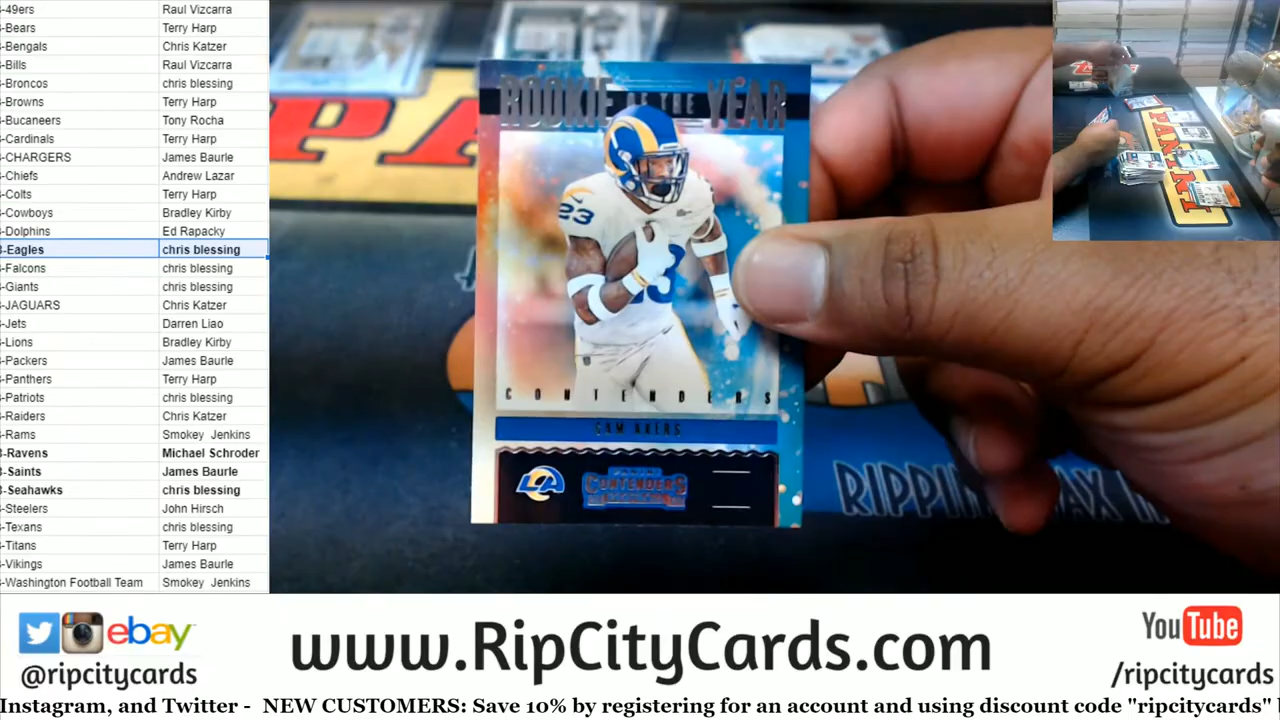 -49ers Raul Vizcarra
-Bears Terry Harp
-Bengals Chris Katzer
-Bills Raul Vizcarra
-Broncos chris blessing
-Browns Terry Harp
-Bucaneers Tony Rocha
-Cardinals Terry Harp
-CHARGERS James Baurle
-Chiefs Andrew Lazar
-Colts Terry Harp
-Cowboys Bradley Kirby
-Dolphins Ed Rapacky
-Eagles chris blessing
-Falcons chris blessing
-Giants chris blessing
-JAGUARS Chris Katzer
-Jets Darren Liao
-Lions Bradley Kirby
-Packers James Baurle
-Panthers Terry Harp
-Patriots chris blessing
-Raiders Chris Katzer
-Rams Smokey Jenkins
-Ravens Michael Schroder
-Saints James Baurle
-Seahawks chris blessing
-Steelers John Hirsch
-Texans chris blessing
-Titans Terry Harp
-Vikings James Baurle
-Washington Football Team Smokey Jenkins
ROOKIE OF THE YEAR
23
CONTENDERS
CAM AKERS
LA
PANINI
CONTENDERS
PANINI
ebay
@ripcitycards
www.RipCityCards.com
YouTube
/ripcitycards
Instagram, and Twitter - NEW CUSTOMERS: Save 10% by registering for an account and using discount code "ripcitycards"